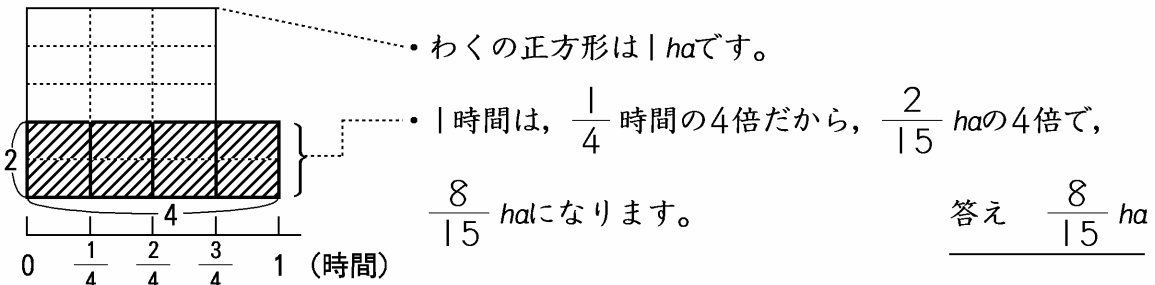 ・わくの正方形は1haです。
・1時間は，1/4時間の4倍だから，2/15haの4倍で，
8/15haになります。
答え 8/15ha
2
4
0 1/4 2/4 3/4 1 (時間)